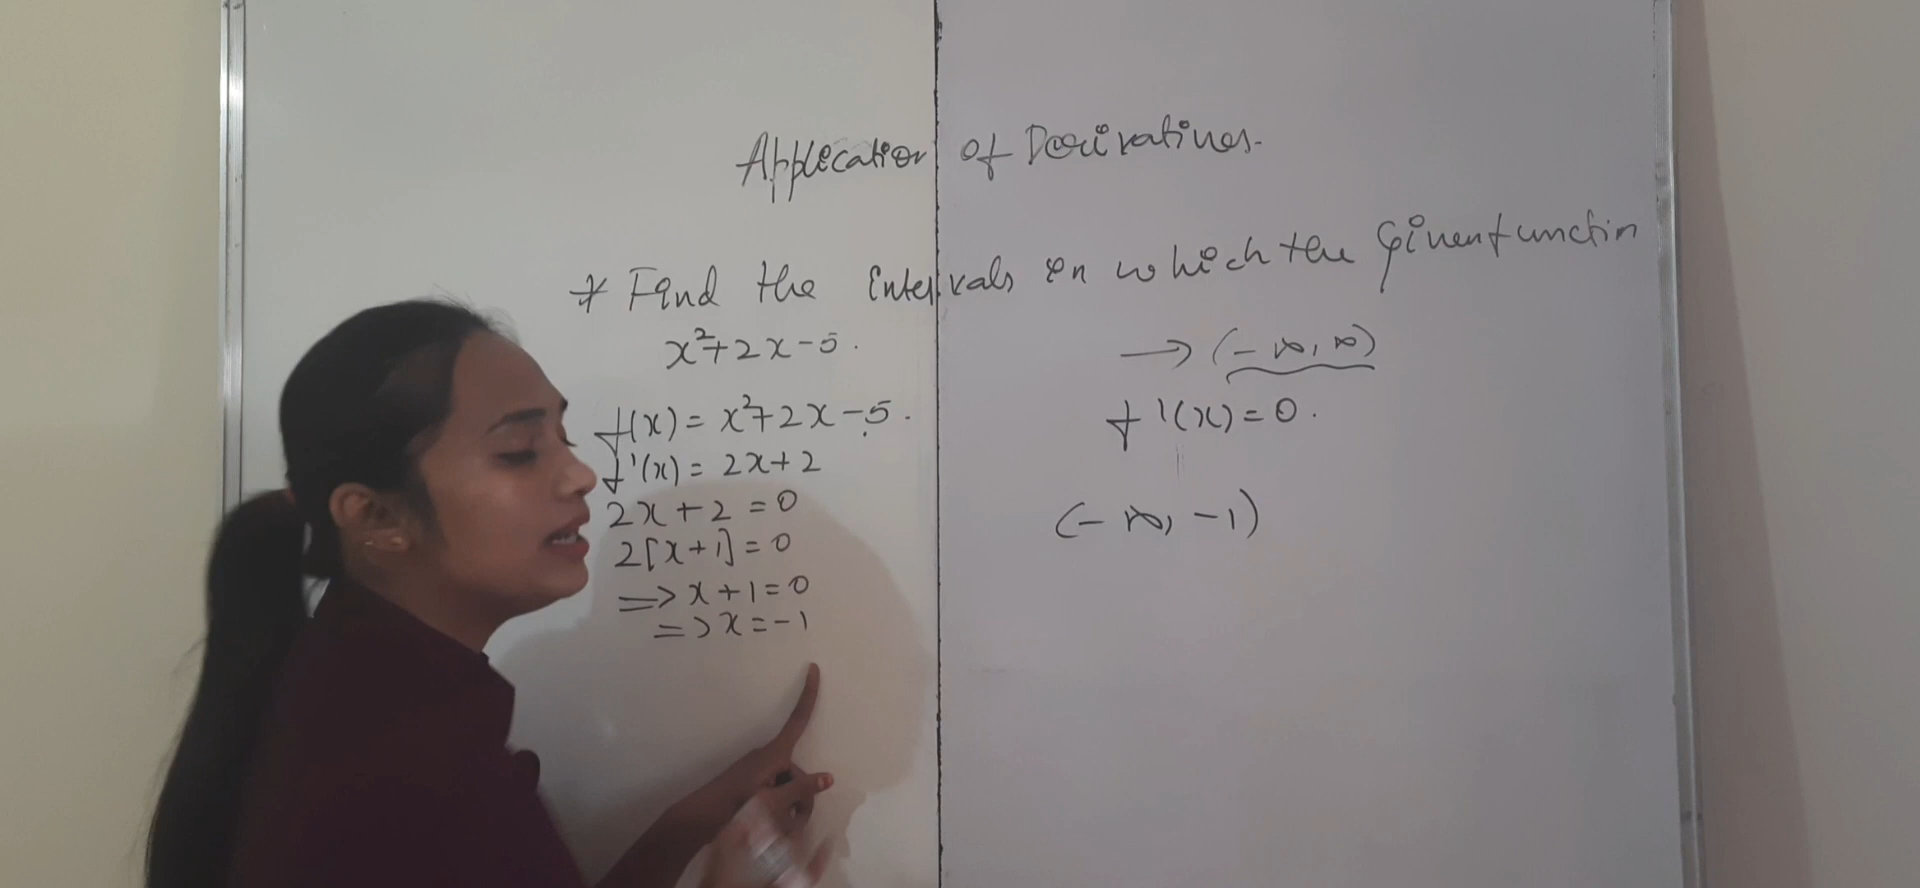 Application of Derivatives.
* Find the intervals in which the given function
x²+2x-5.
→ (-∞, ∞)
f(x) = x²+2x-5.
f'(x) = 0.
f'(x) = 2x+2
2x+2 = 0
(-∞, -1)
2[x+1] = 0
=> x+1=0
=> x=-1